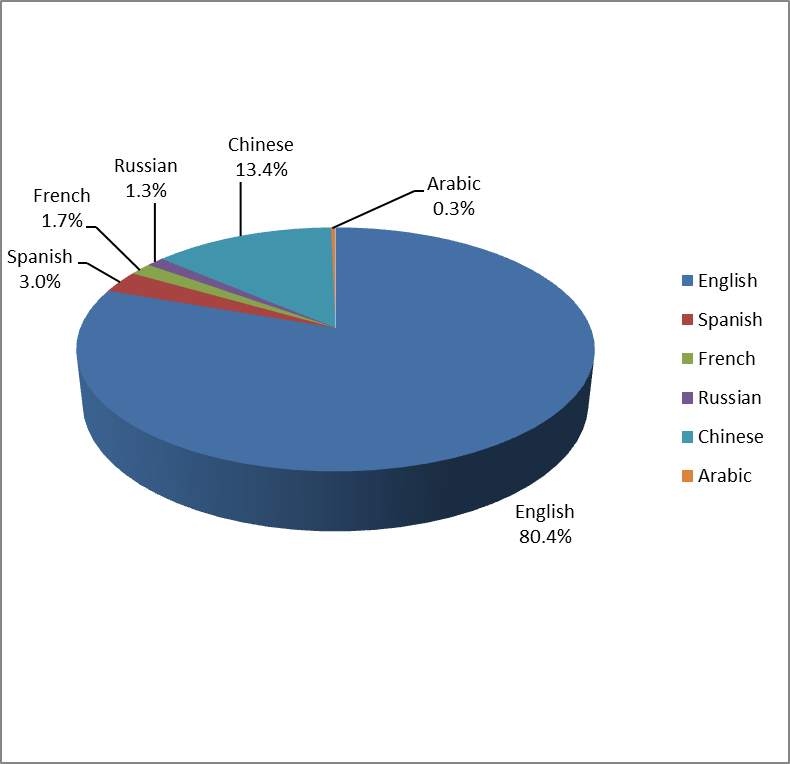 Chinese
13.4%
Russian
1.3%
Arabic
0.3%
French
1.7%
Spanish
3.0%
English
80.4%
English
Spanish
French
Russian
Chinese
Arabic